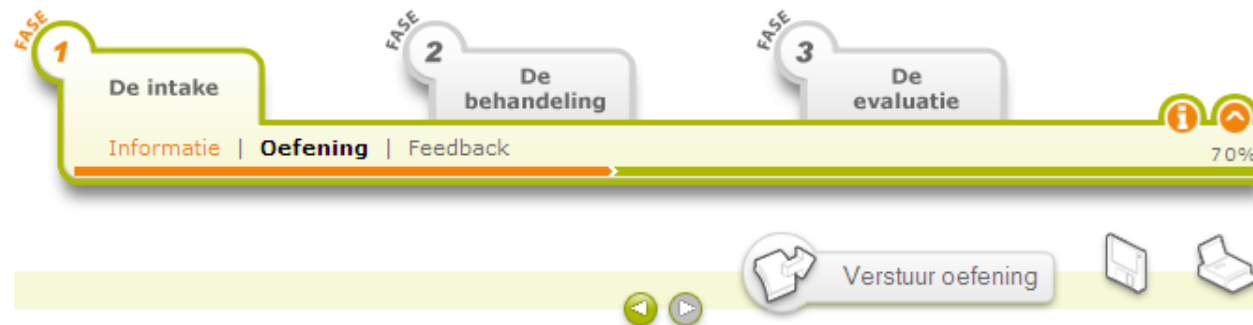 FASE 1
De intake
FASE 2
De
behandeling
FASE 3
De
evaluatie
Informatie | Oefening | Feedback
70%
Verstuur oefening